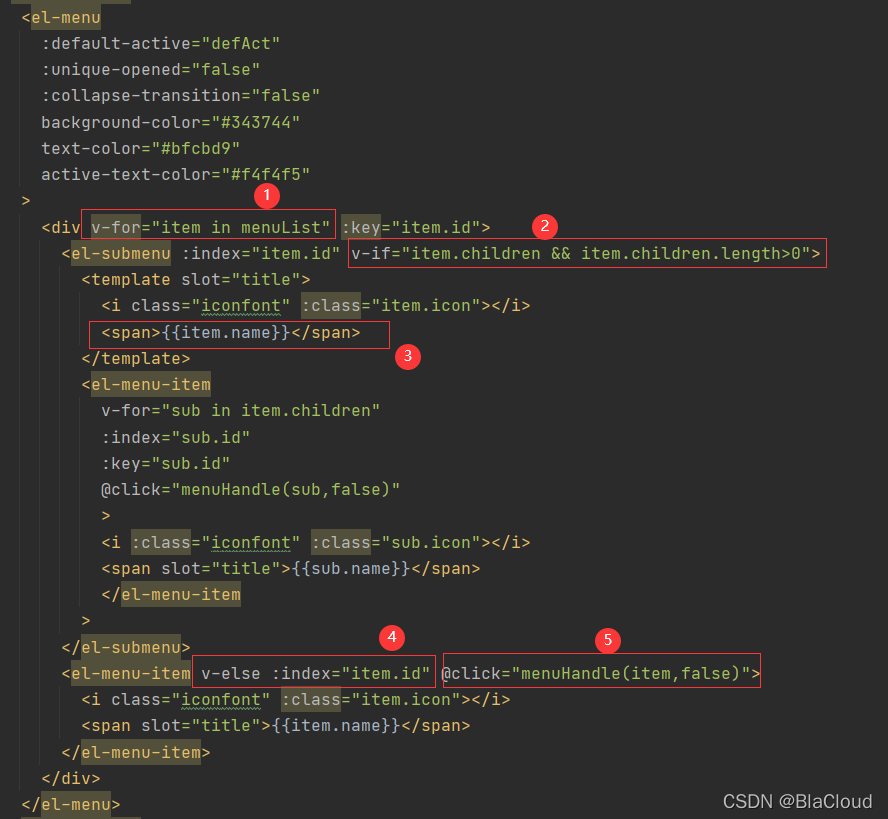 <el-menu
:default-active="defAct"
:unique-opened="false"
:collapse-transition="false"
background-color="#343744"
text-color="#bfcbd9"
active-text-color="#f4f4f5"
>
1
<div v-for="item in menuList" :key="item.id">
2
<el-submenu :index="item.id" v-if="item.children && item.children.length>0">
<template slot="title">
<i class="iconfont" :class="item.icon"></i>
<span>{{item.name}}</span>
3
</template>
<el-menu-item
v-for="sub in item.children"
:index="sub.id"
:key="sub.id"
@click="menuHandle(sub,false)"
>
<i :class="iconfont" :class="sub.icon"></i>
<span slot="title">{{sub.name}}</span>
</el-menu-item
>
4
5
</el-submenu>
<el-menu-item v-else :index="item.id" @click="menuHandle(item,false)">
<i class="iconfont" :class="item.icon"></i>
<span slot="title">{{item.name}}</span>
</el-menu-item>
</div>
</el-menu>
CSDN @BlaCloud